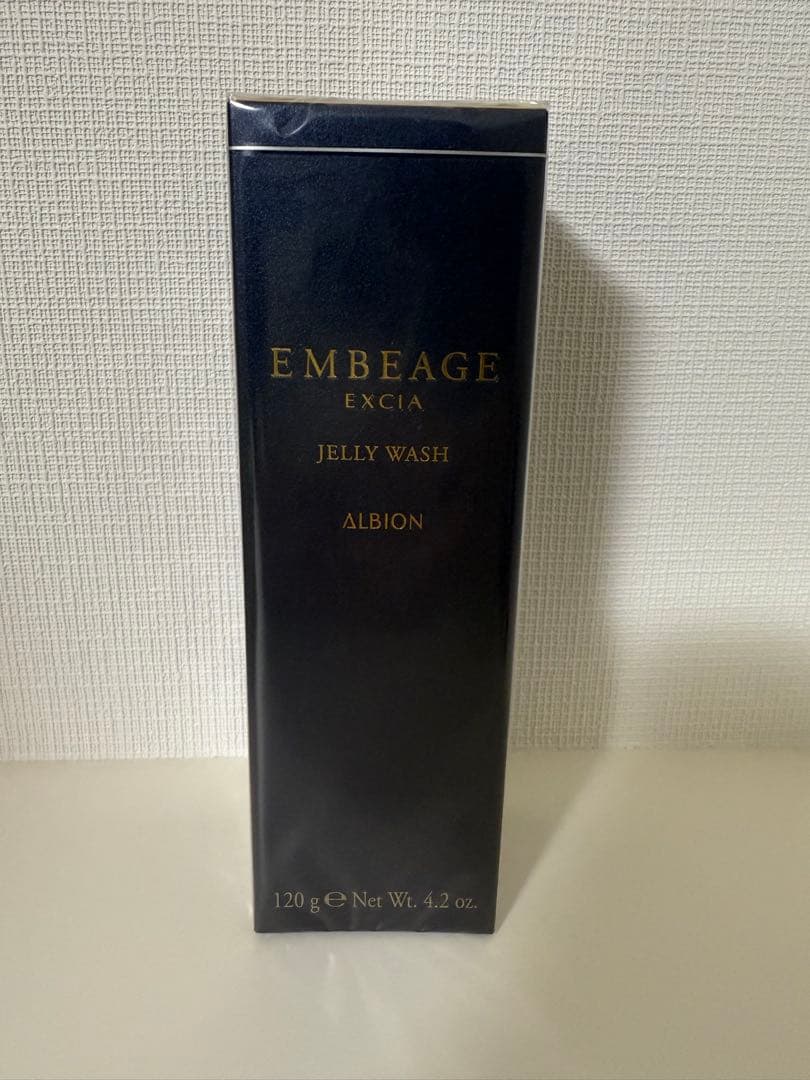 EMBEAGE
EXCIA
JELLY WASH
ALBION
120 g ℮ Net Wt. 4.2 oz.